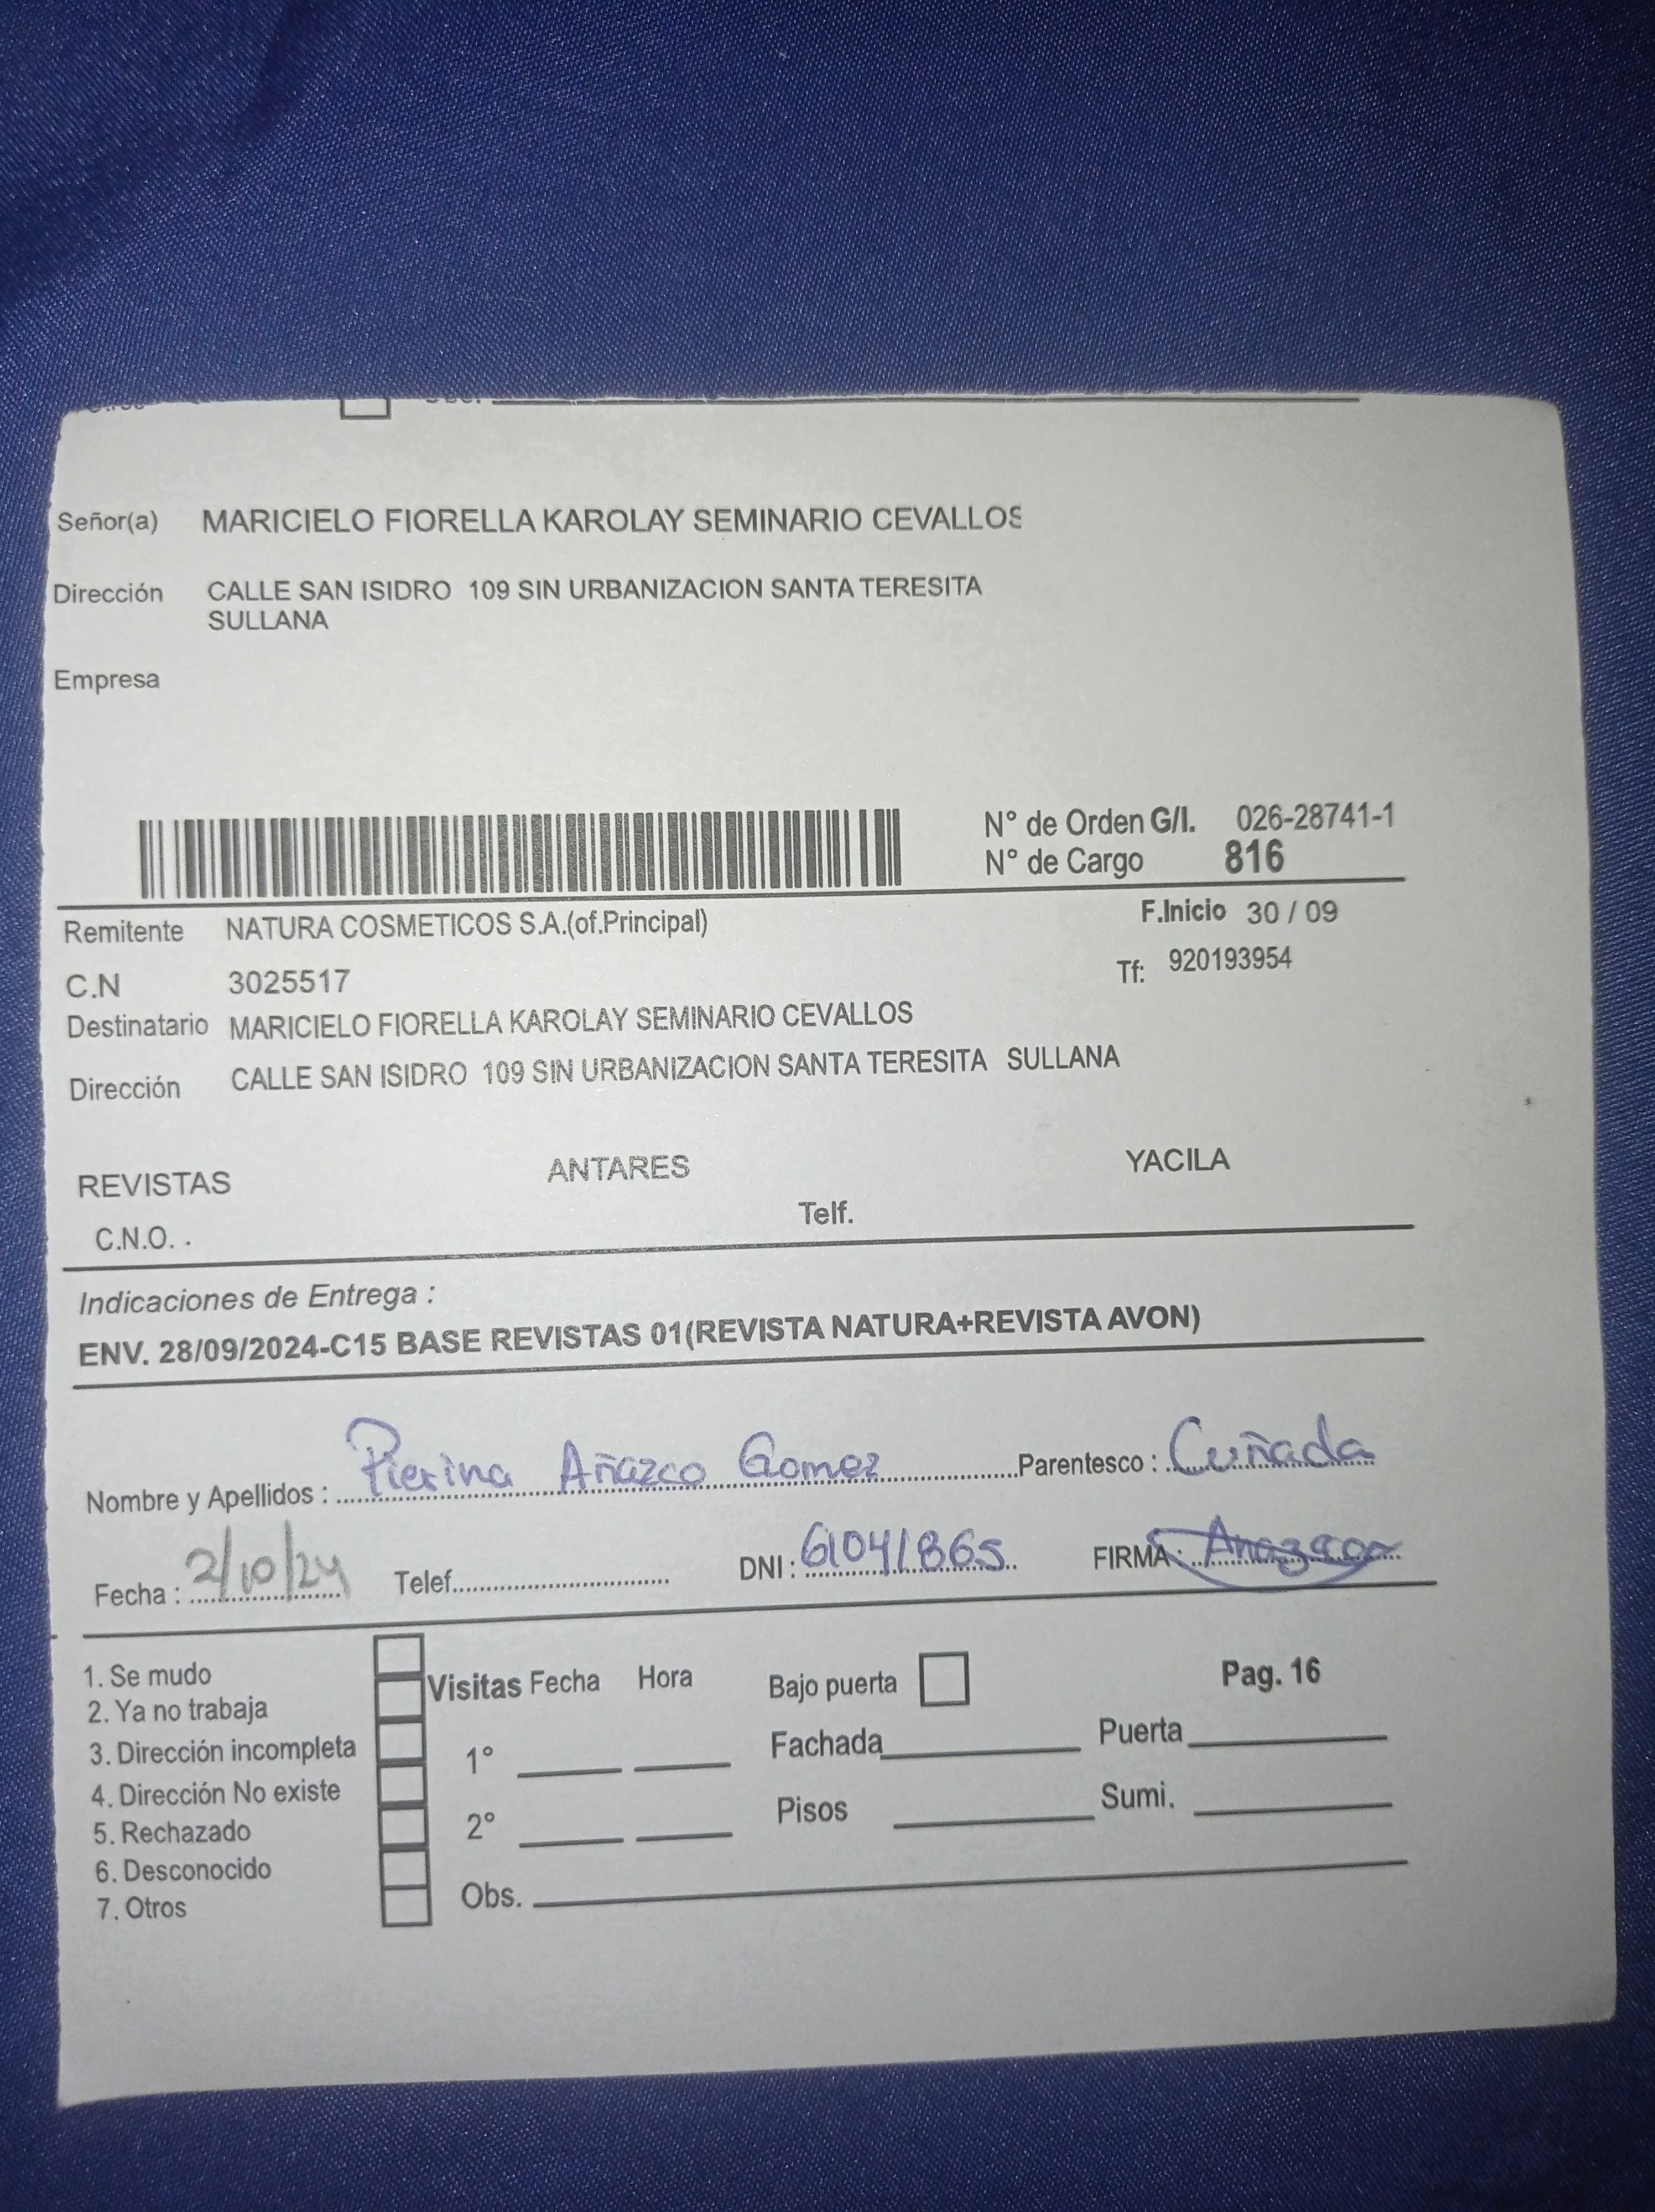 Señor(a) MARICIELO FIORELLA KAROLAY SEMINARIO CEVALLOS
Dirección CALLE SAN ISIDRO 109 SIN URBANIZACION SANTA TERESITA
SULLANA
Empresa
N° de Orden G/I. 026-28741-1
N° de Cargo 816
Remitente NATURA COSMETICOS S.A.(of.Principal) F.Inicio 30 / 09
C.N 3025517 Tf: 920193954
Destinatario MARICIELO FIORELLA KAROLAY SEMINARIO CEVALLOS
Dirección CALLE SAN ISIDRO 109 SIN URBANIZACION SANTA TERESITA SULLANA
REVISTAS ANTARES YACILA
C.N.O. . Telf.
Indicaciones de Entrega :
ENV. 28/09/2024-C15 BASE REVISTAS 01(REVISTA NATURA+REVISTA AVON)
Nombre y Apellidos : Pierina Añazco Gomez Parentesco : Cuñada
Fecha : 2/10/24 Telef. DNI : 61041865 FIRMA :
1. Se mudo Visitas Fecha Hora Bajo puerta Pag. 16
2. Ya no trabaja
3. Dirección incompleta 1° Fachada Puerta
4. Dirección No existe
5. Rechazado 2° Pisos Sumi.
6. Desconocido
7. Otros Obs.